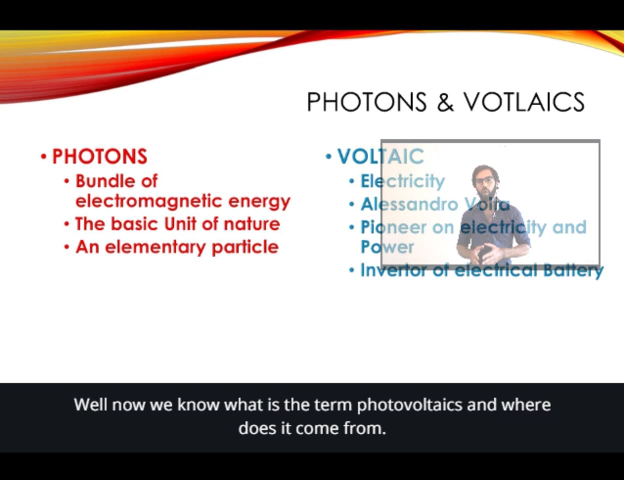 PHOTONS & VOTLAICS
• PHOTONS
• Bundle of
electromagnetic energy
• The basic Unit of nature
• An elementary particle
• VOLTAIC
• Electricity
• Alessandro Volta
• Pioneer on electricity and
Power
• Invertor of electrical Battery
Well now we know what is the term photovoltaics and where
does it come from.